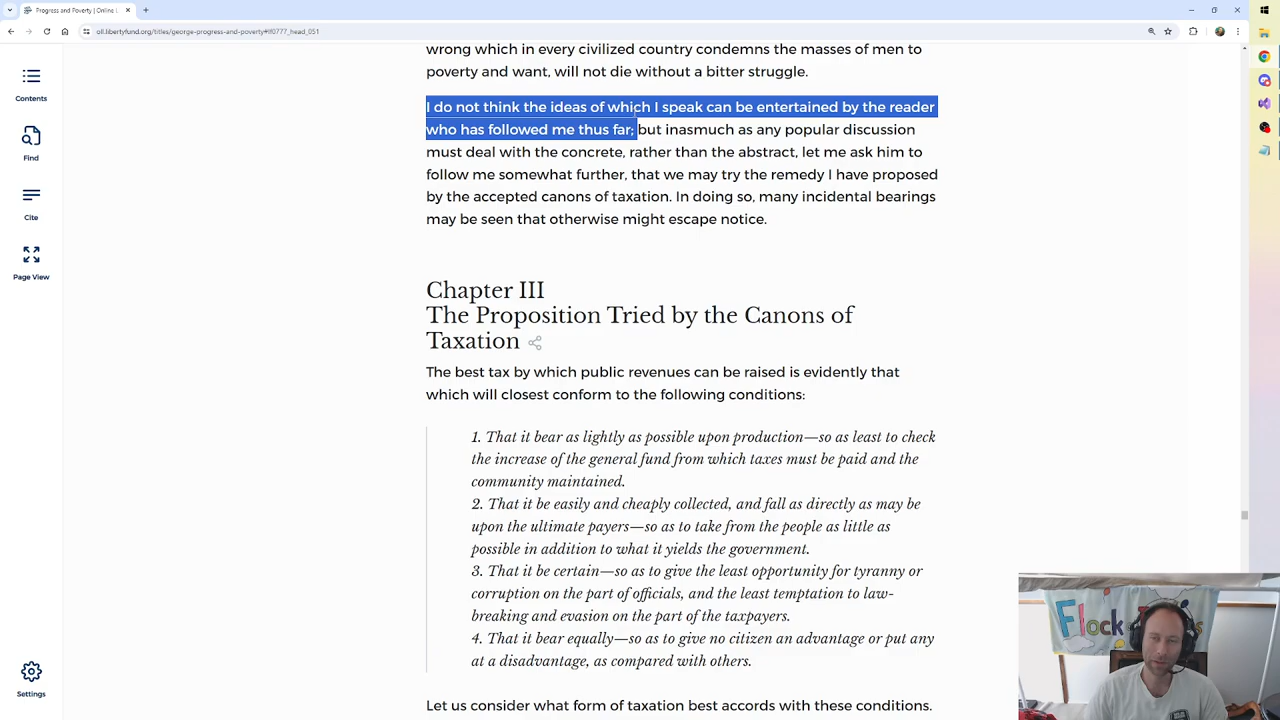 Progress and Poverty | Online L
oll.libertyfund.org/titles/george-progress-and-poverty#lf0777_head_051
Contents
Find
Cite
Page View
Settings
wrong which in every civilized country condemns the masses of men to
poverty and want, will not die without a bitter struggle.
I do not think the ideas of which I speak can be entertained by the reader
who has followed me thus far; but inasmuch as any popular discussion
must deal with the concrete, rather than the abstract, let me ask him to
follow me somewhat further, that we may try the remedy I have proposed
by the accepted canons of taxation. In doing so, many incidental bearings
may be seen that otherwise might escape notice.
Chapter III
The Proposition Tried by the Canons of
Taxation
The best tax by which public revenues can be raised is evidently that
which will closest conform to the following conditions:
1. That it bear as lightly as possible upon production—so as least to check
the increase of the general fund from which taxes must be paid and the
community maintained.
2. That it be easily and cheaply collected, and fall as directly as may be
upon the ultimate payers—so as to take from the people as little as
possible in addition to what it yields the government.
3. That it be certain—so as to give the least opportunity for tyranny or
corruption on the part of officials, and the least temptation to law-
breaking and evasion on the part of the taxpayers.
4. That it bear equally—so as to give no citizen an advantage or put any
at a disadvantage, as compared with others.
Let us consider what form of taxation best accords with these conditions.
Flock